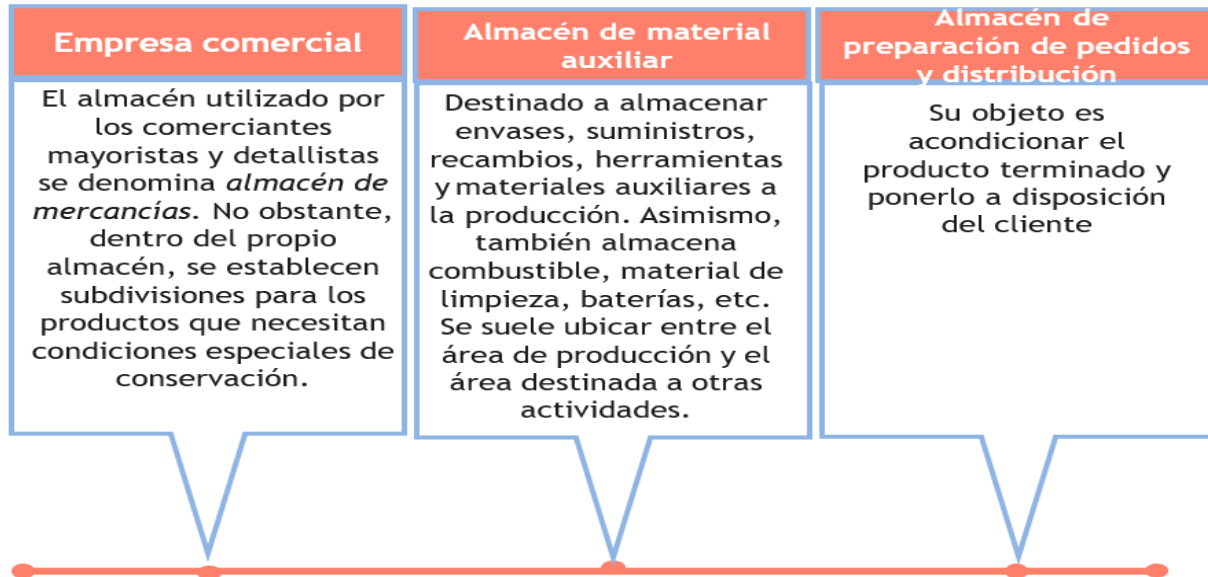 Empresa comercial
El almacén utilizado por
los comerciantes
mayoristas y detallistas
se denomina almacén de
mercancías. No obstante,
dentro del propio
almacén, se establecen
subdivisiones para los
productos que necesitan
condiciones especiales de
conservación.
Almacén de material
auxiliar
Destinado a almacenar
envases, suministros,
recambios, herramientas
y materiales auxiliares a
la producción. Asimismo,
también almacena
combustible, material de
limpieza, baterías, etc.
Se suele ubicar entre el
área de producción y el
área destinada a otras
actividades.
Almacén de
preparación de pedidos
y distribución
Su objeto es
acondicionar el
producto terminado y
ponerlo a disposición
del cliente